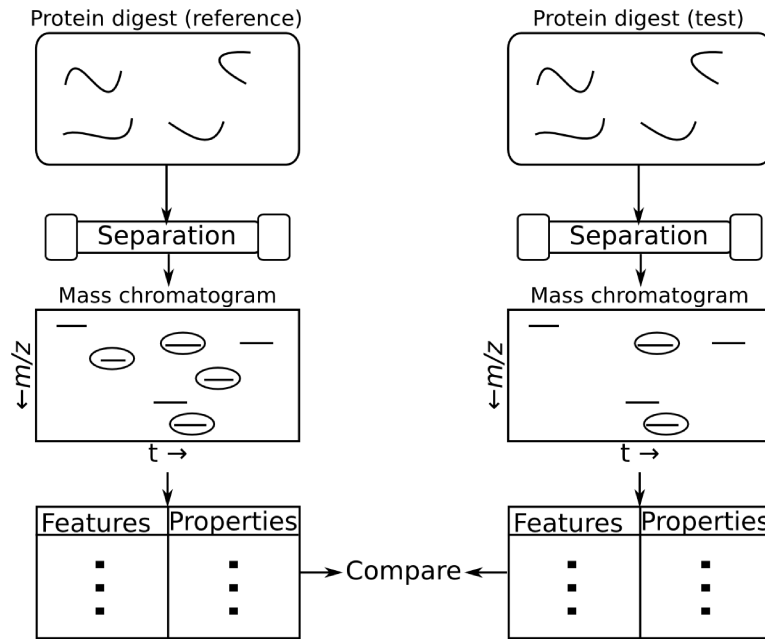 Protein digest (reference)
Separation
Mass chromatogram
←m/z
t →
Features Properties
Compare
Protein digest (test)
Separation
Mass chromatogram
←m/z
t →
Features Properties